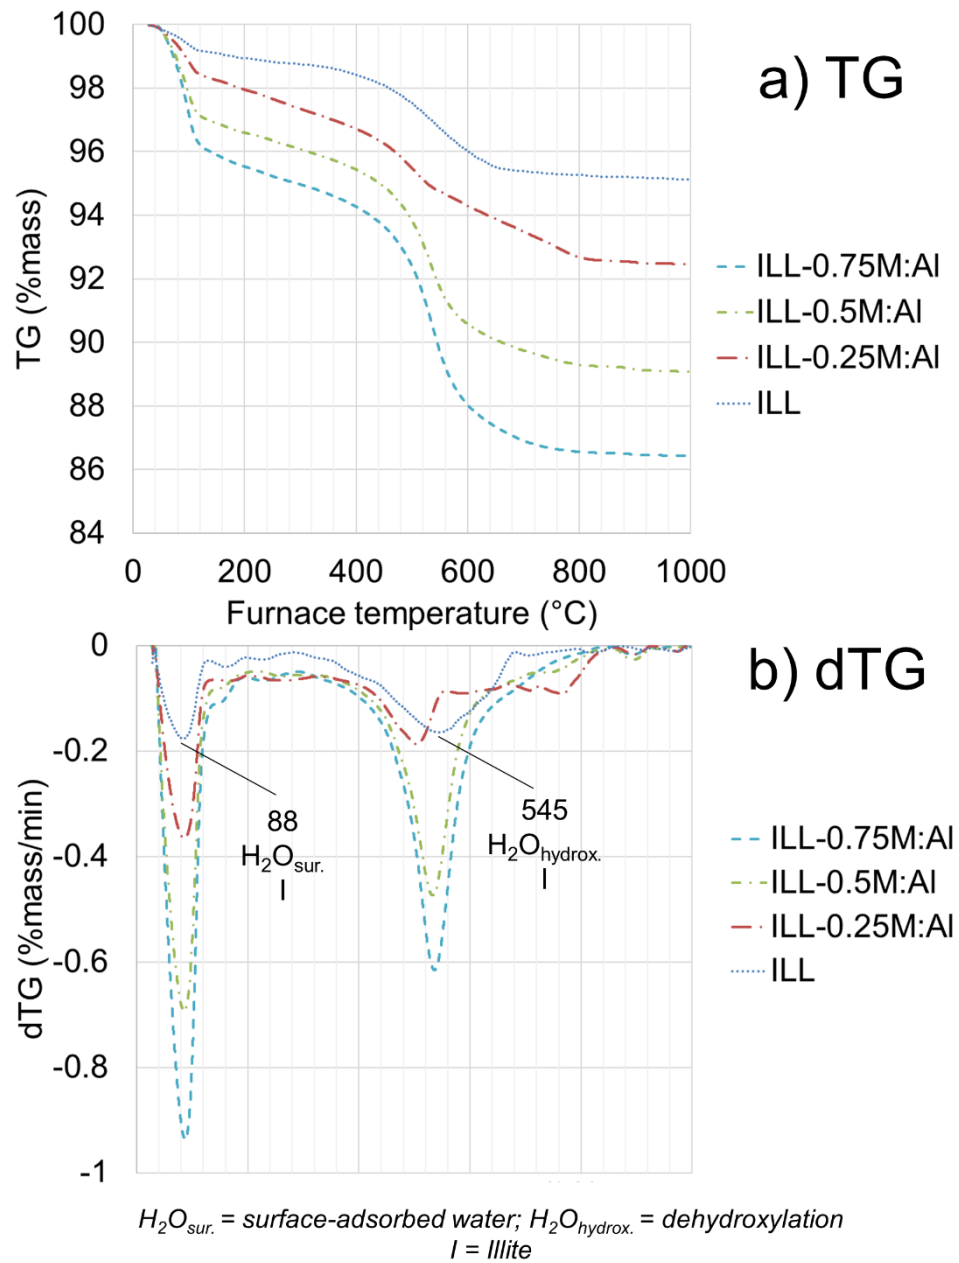 100
98
96
94
92
90
88
86
84
TG (%mass)
0 200 400 600 800 1000
Furnace temperature (°C)
a) TG
ILL-0.75M:Al
ILL-0.5M:Al
ILL-0.25M:Al
ILL
0
-0.2
-0.4
-0.6
-0.8
-1
dTG (%mass/min)
b) dTG
88
H₂Osur.
I
545
H₂Ohydrox.
I
ILL-0.75M:Al
ILL-0.5M:Al
ILL-0.25M:Al
ILL
H₂Osur. = surface-adsorbed water; H₂Ohydrox. = dehydroxylation
I = Illite